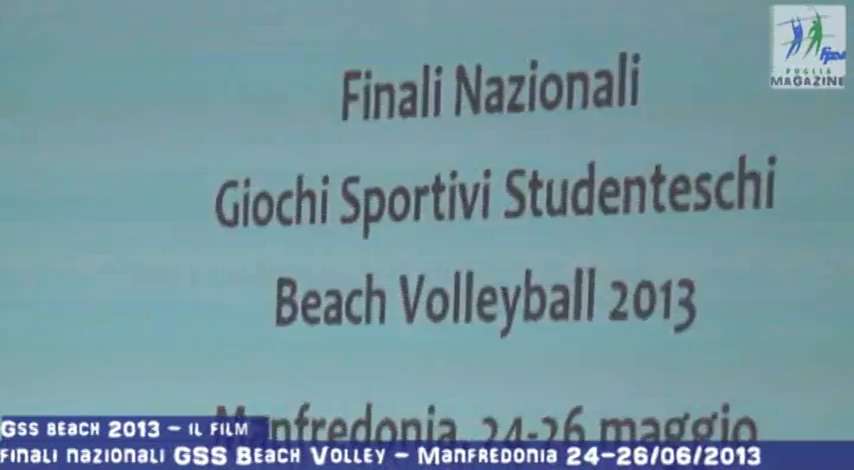 Fipav
PUGLIA
MAGAZINE
Finali Nazionali
Giochi Sportivi Studenteschi
Beach Volleyball 2013
Manfredonia, 24-26 maggio
GSS BEACH 2013 – IL FILM
FINALI NAZIONALI GSS BEACH VOLLEY – MANFREDONIA 24-26/06/2013